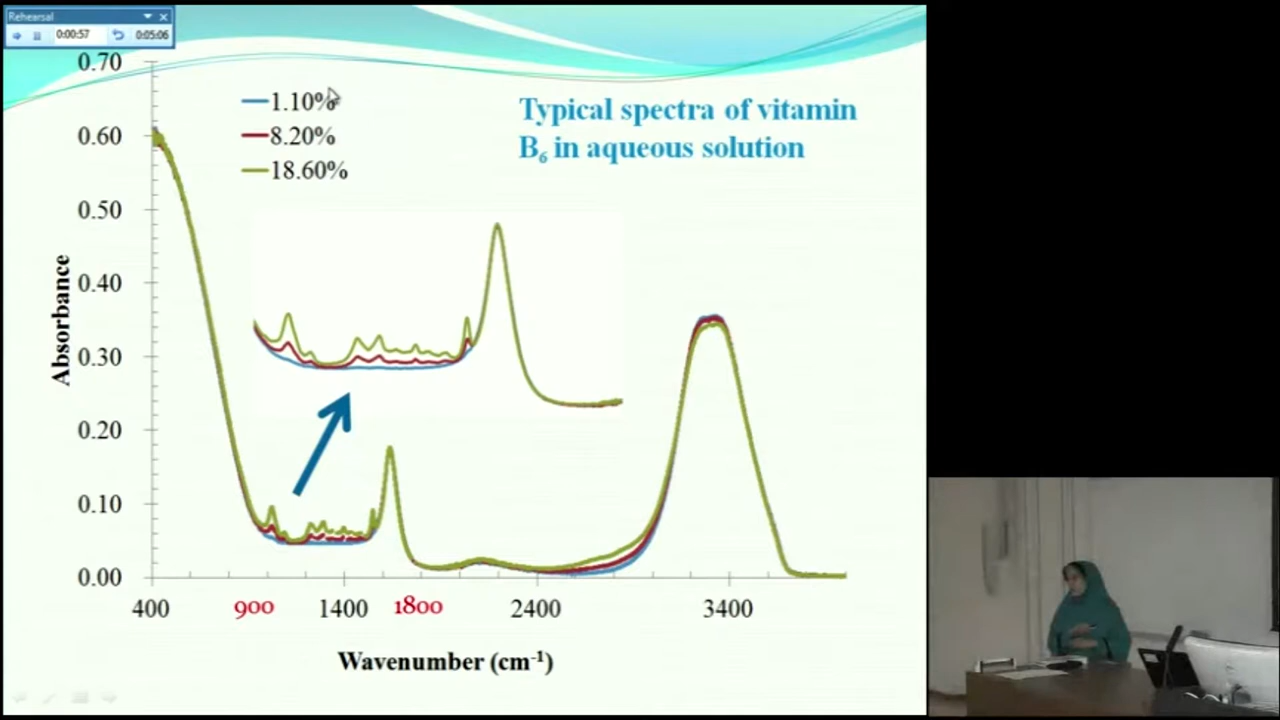 Rehearsal
0:00:57 0:05:06
0.70
0.60
0.50
0.40
0.30
0.20
0.10
0.00
Absorbance
1.10%
8.20%
18.60%
Typical spectra of vitamin
B₆ in aqueous solution
400 900 1400 1800 2400 3400
Wavenumber (cm⁻¹)